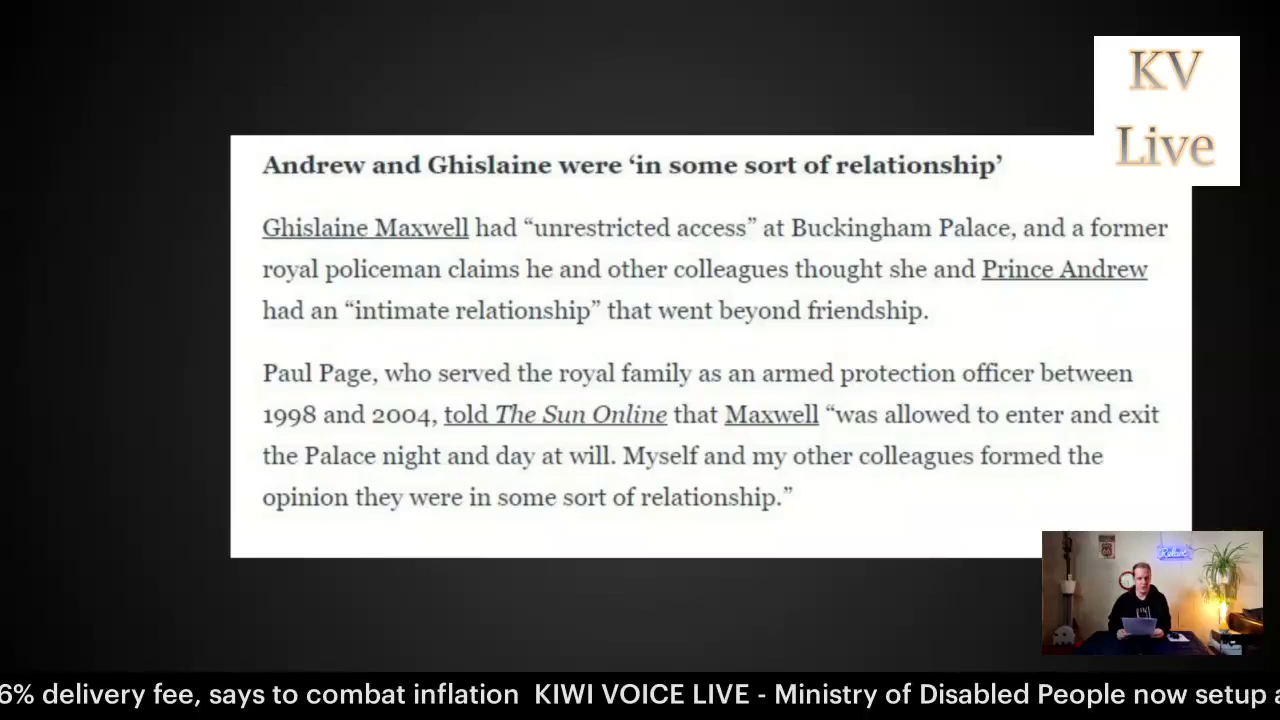 KV
Live
Andrew and Ghislaine were ‘in some sort of relationship’
Ghislaine Maxwell had “unrestricted access” at Buckingham Palace, and a former
royal policeman claims he and other colleagues thought she and Prince Andrew
had an “intimate relationship” that went beyond friendship.
Paul Page, who served the royal family as an armed protection officer between
1998 and 2004, told The Sun Online that Maxwell “was allowed to enter and exit
the Palace night and day at will. Myself and my other colleagues formed the
opinion they were in some sort of relationship.”
6% delivery fee, says to combat inflation KIWI VOICE LIVE - Ministry of Disabled People now setup a